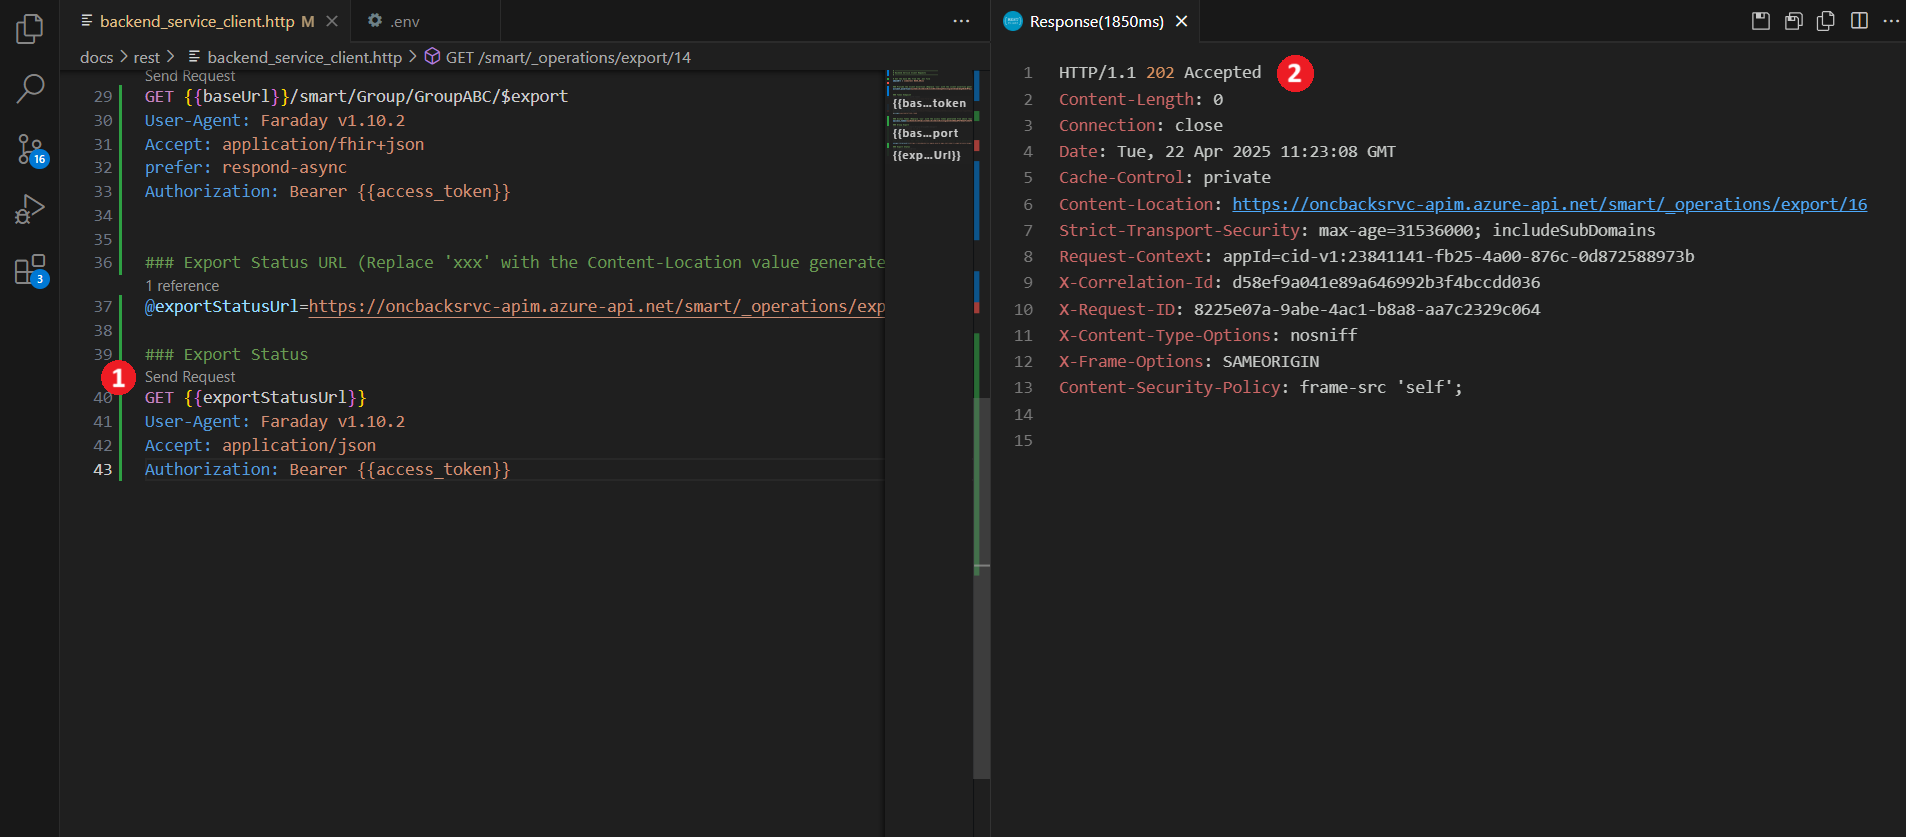 backend_service_client.http M
.env
docs > rest > backend_service_client.http > GET /smart/_operations/export/14
Send Request
29 GET {{baseUrl}}/smart/Group/GroupABC/$export
30 User-Agent: Faraday v1.10.2
31 Accept: application/fhir+json
32 prefer: respond-async
33 Authorization: Bearer {{access_token}}
34
35
36 ### Export Status URL (Replace 'xxx' with the Content-Location value generate
1 reference
37 @exportStatusUrl=https://oncbacksrvc-apim.azure-api.net/smart/_operations/exp
38
39 ### Export Status
1
Send Request
40 GET {{exportStatusUrl}}
41 User-Agent: Faraday v1.10.2
42 Accept: application/json
43 Authorization: Bearer {{access_token}}
16
3
{{bas...token
{{bas...port
{{exp...Url}}
Response(1850ms)
1 HTTP/1.1 202 Accepted 2
2 Content-Length: 0
3 Connection: close
4 Date: Tue, 22 Apr 2025 11:23:08 GMT
5 Cache-Control: private
6 Content-Location: https://oncbacksrvc-apim.azure-api.net/smart/_operations/export/16
7 Strict-Transport-Security: max-age=31536000; includeSubDomains
8 Request-Context: appId=cid-v1:23841141-fb25-4a00-876c-0d872588973b
9 X-Correlation-Id: d58ef9a041e89a646992b3f4bccdd036
10 X-Request-ID: 8225e07a-9abe-4ac1-b8a8-aa7c2329c064
11 X-Content-Type-Options: nosniff
12 X-Frame-Options: SAMEORIGIN
13 Content-Security-Policy: frame-src 'self';
14
15